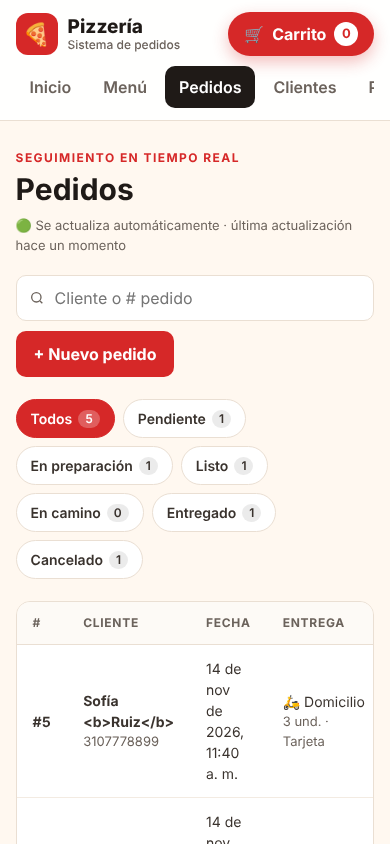 Pizzería
Sistema de pedidos
Carrito 0
Inicio Menú Pedidos Clientes
SEGUIMIENTO EN TIEMPO REAL
Pedidos
Se actualiza automáticamente · última actualización
hace un momento
Cliente o # pedido
+ Nuevo pedido
Todos 5 Pendiente 1
En preparación 1 Listo 1
En camino 0 Entregado 1
Cancelado 1
# CLIENTE FECHA ENTREGA
#5
Sofía
<b>Ruiz</b>
3107778899
14 de
nov
de
2026,
11:40
a. m.
Domicilio
3 und. ·
Tarjeta
14 de
nov